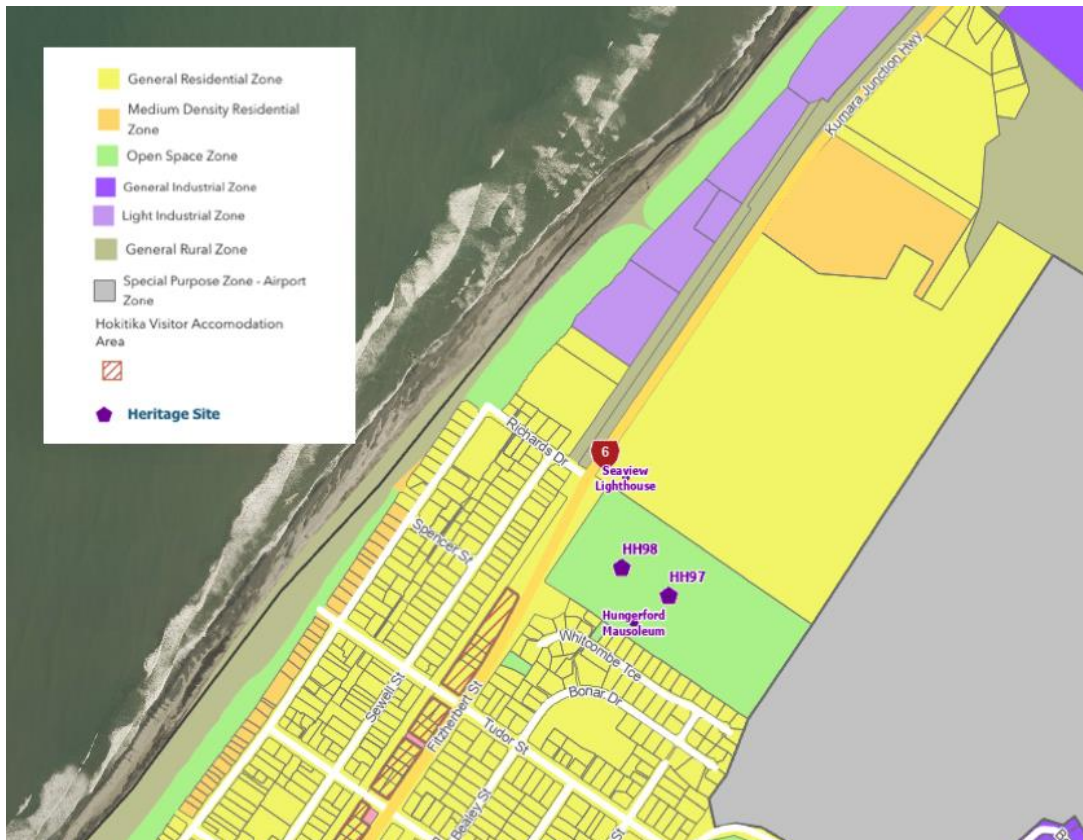 General Residential Zone
Medium Density Residential
Zone
Open Space Zone
General Industrial Zone
Light Industrial Zone
General Rural Zone
Special Purpose Zone - Airport
Zone
Hokitika Visitor Accomodation
Area
Heritage Site
Kumara Junction Hwy
Richards Dr
6
Seaview
Lighthouse
Spencer St
HH98
HH97
Hungerford
Mausoleum
Whitcombe Tce
Sewell St
Fitzherbert St
Bonar Dr
Tudor St
Bealey St
St
B